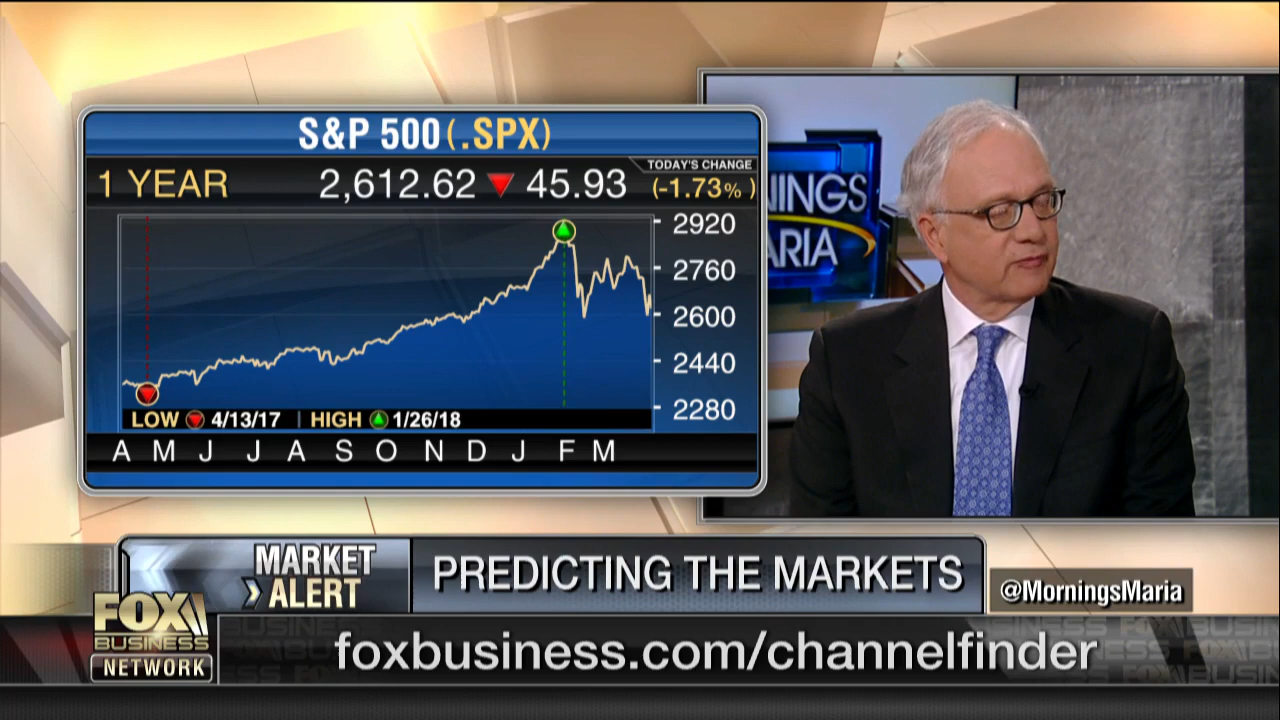 S&P 500 (.SPX)
1 YEAR
2,612.62 ▼ 45.93
TODAY'S CHANGE
(-1.73%)
2920
2760
2600
2440
2280
LOW 4/13/17 | HIGH 1/26/18
A M J J A S O N D J F M
NINGS
ARIA
MARKET
ALERT
PREDICTING THE MARKETS
@MorningsMaria
FOX
BUSINESS
NETWORK
foxbusiness.com/channelfinder